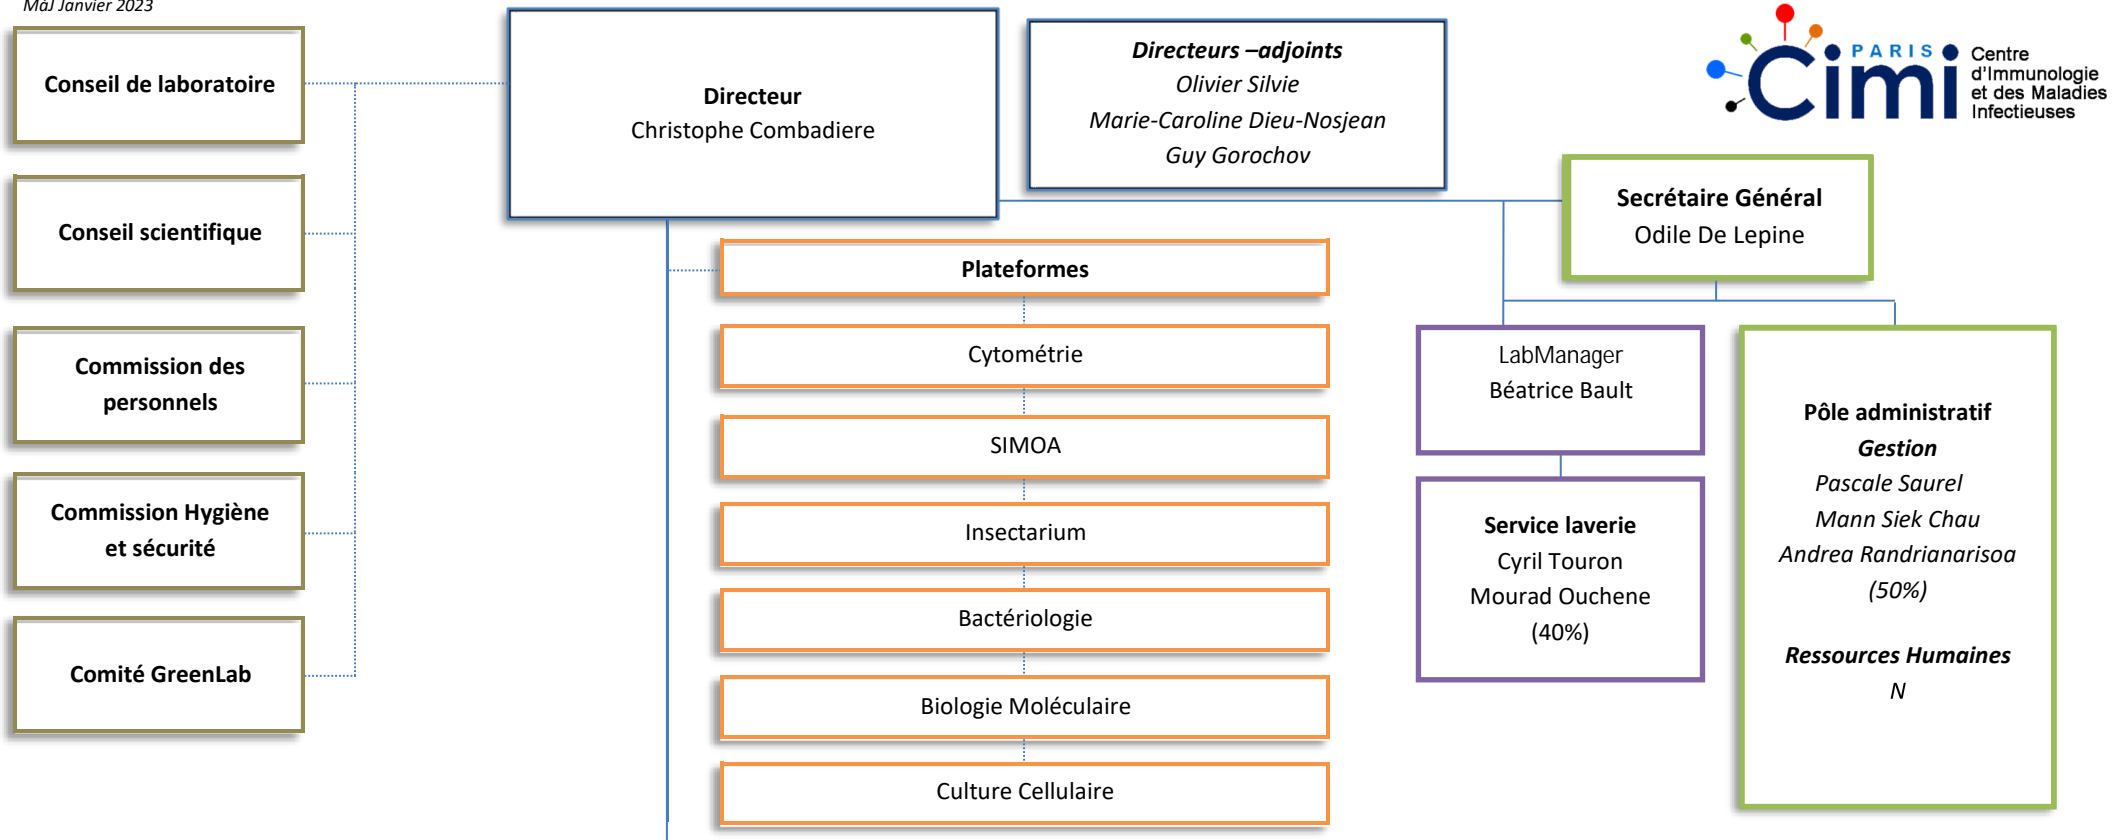 MàJ Janvier 2023
Conseil de laboratoire
Conseil scientifique
Commission des
personnels
Commission Hygiène
et sécurité
Comité GreenLab
Directeur
Christophe Combadiere
Directeurs –adjoints
Olivier Silvie
Marie-Caroline Dieu-Nosjean
Guy Gorochov
PARIS
Cimi
Centre
d'Immunologie
et des Maladies
Infectieuses
Secrétaire Général
Odile De Lepine
Plateformes
Cytométrie
SIMOA
Insectarium
Bactériologie
Biologie Moléculaire
Culture Cellulaire
LabManager
Béatrice Bault
Service laverie
Cyril Touron
Mourad Ouchene
(40%)
Pôle administratif
Gestion
Pascale Saurel
Mann Siek Chau
Andrea Randrianarisoa
(50%)
Ressources Humaines
N